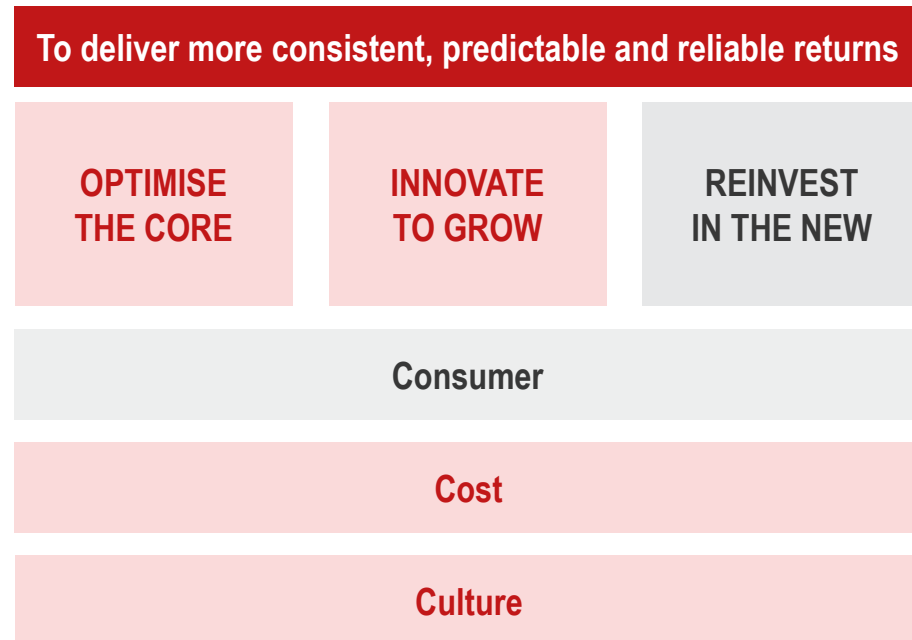 To deliver more consistent, predictable and reliable returns
OPTIMISE
THE CORE
INNOVATE
TO GROW
REINVEST
IN THE NEW
Consumer
Cost
Culture